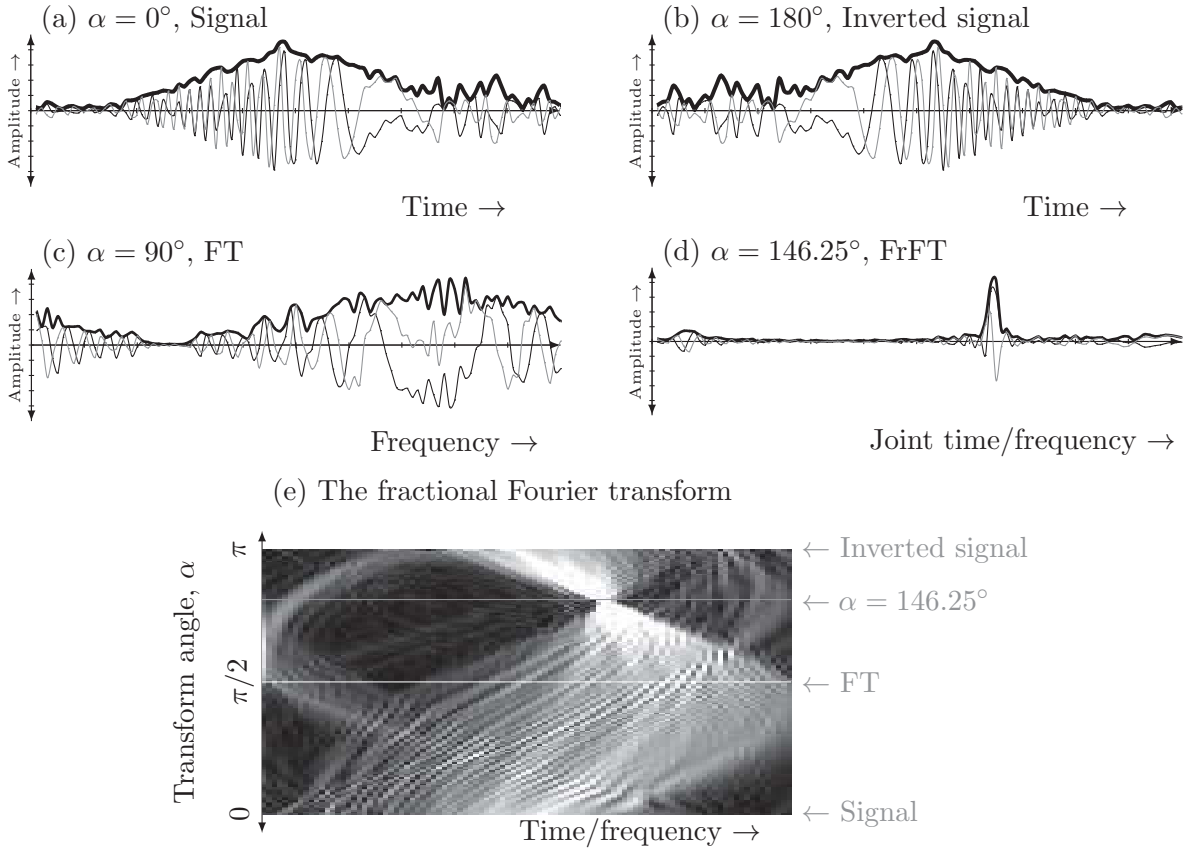 (a) α = 0°, Signal
Amplitude →
Time →
(b) α = 180°, Inverted signal
Amplitude →
Time →
(c) α = 90°, FT
Amplitude →
Frequency →
(d) α = 146.25°, FrFT
Amplitude →
Joint time/frequency →
(e) The fractional Fourier transform
Transform angle, α
π
π/2
0
← Inverted signal
← α = 146.25°
← FT
← Signal
Time/frequency →